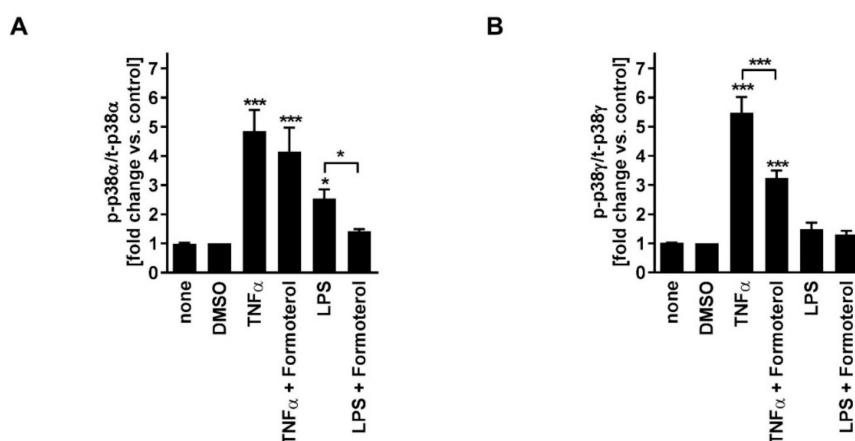 A
p-p38α/t-p38α
[fold change vs. control]
7
6
5
4
3
2
1
0
***
***
*
*
none
DMSO
TNFα
TNFα + Formoterol
LPS
LPS + Formoterol
B
p-p38γ/t-p38γ
[fold change vs. control]
7
6
5
4
3
2
1
0
***
***
***
none
DMSO
TNFα
TNFα + Formoterol
LPS
LPS + Formoterol